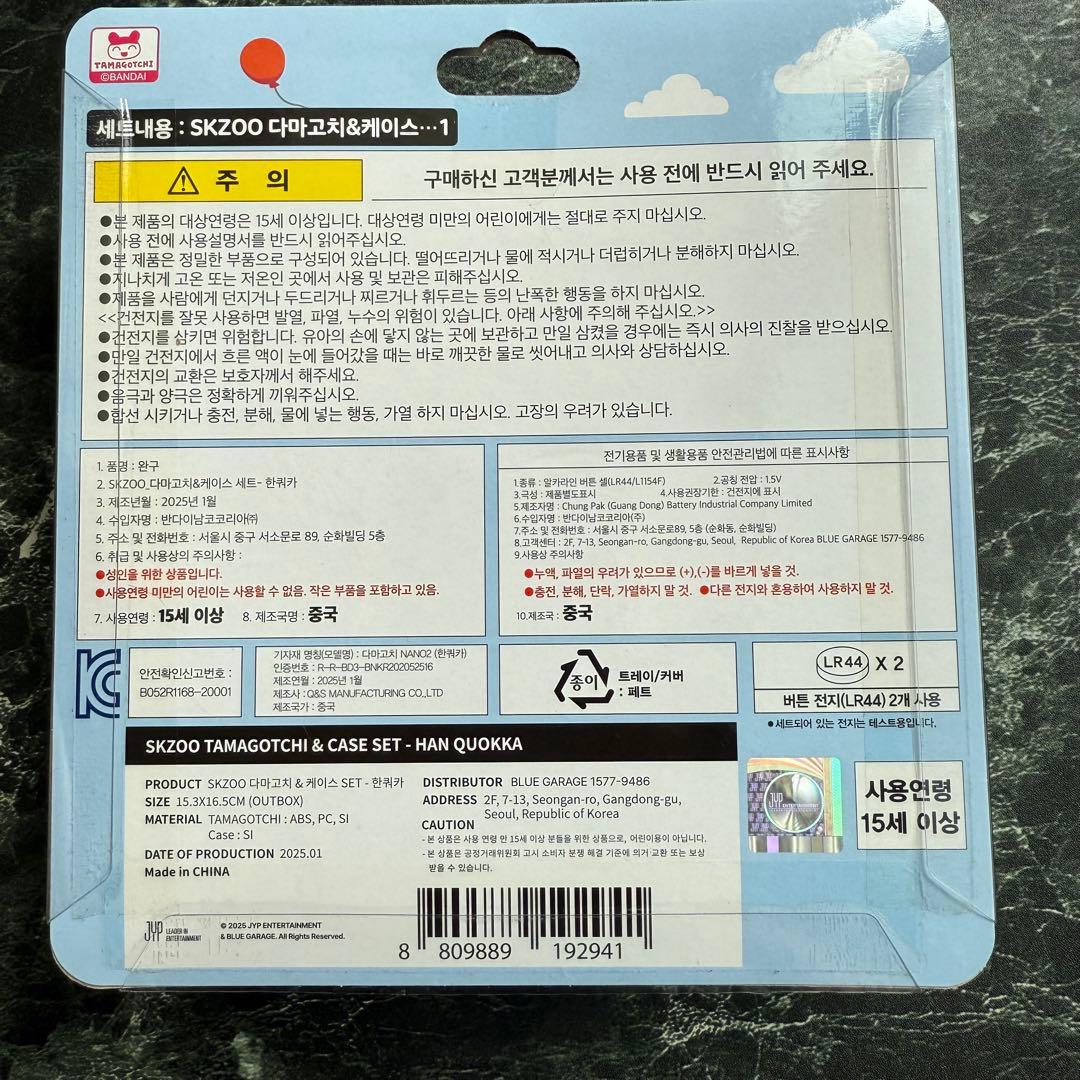 TAMAGOTCHI
©BANDAI
세트내용 : SKZOO 다마고치&케이스…1
주 의
구매하신 고객분께서는 사용 전에 반드시 읽어 주세요.
●본 제품의 대상연령은 15세 이상입니다. 대상연령 미만의 어린이에게는 절대로 주지 마십시오.
●사용 전에 사용설명서를 반드시 읽어주십시오.
●본 제품은 정밀한 부품으로 구성되어 있습니다. 떨어뜨리거나 물에 적시거나 더럽히거나 분해하지 마십시오.
●지나치게 고온 또는 저온인 곳에서 사용 및 보관은 피해주십시오.
●제품을 사람에게 던지거나 두드리거나 찌르거나 휘두르는 등의 난폭한 행동을 하지 마십시오.
<<건전지를 잘못 사용하면 발열, 파열, 누수의 위험이 있습니다. 아래 사항에 주의해 주십시오.>>
●건전지를 삼키면 위험합니다. 유아의 손에 닿지 않는 곳에 보관하고 만일 삼켰을 경우에는 즉시 의사의 진찰을 받으십시오.
●만일 건전지에서 흐른 액이 눈에 들어갔을 때는 바로 깨끗한 물로 씻어내고 의사와 상담하십시오.
●건전지의 교환은 보호자께서 해주세요.
●음극과 양극은 정확하게 끼워주십시오.
●합선 시키거나 충전, 분해, 물에 넣는 행동, 가열 하지 마십시오. 고장의 우려가 있습니다.
1. 품명 : 완구
2. SKZOO_다마고치&케이스 세트- 한쿼카
3. 제조년월 : 2025년 1월
4. 수입자명 : 반다이남코코리아㈜
5. 주소 및 전화번호 : 서울시 중구 서소문로 89, 순화빌딩 5층
6. 취급 및 사용상의 주의사항 :
●성인을 위한 상품입니다.
●사용연령 미만의 어린이는 사용할 수 없음. 작은 부품을 포함하고 있음.
7. 사용연령 : 15세 이상 8. 제조국명 : 중국
전기용품 및 생활용품 안전관리법에 따른 표시사항
1.종류 : 알카라인 버튼 셀(LR44/L1154F) 2.공칭 전압 : 1.5V
3.극성 : 제품별도표시 4.사용권장기한 : 건전지에 표시
5.제조자명 : Chung Pak (Guang Dong) Battery Industrial Company Limited
6.수입자명 : 반다이남코코리아(주)
7.주소 및 전화번호 : 서울시 중구 서소문로89, 5층 (순화동, 순화빌딩)
8.고객센터 : 2F, 7-13, Seongan-ro, Gangdong-gu, Seoul, Republic of Korea BLUE GARAGE 1577-9486
9.사용상 주의사항
●누액, 파열의 우려가 있으므로 (+),(-)를 바르게 넣을 것.
●충전, 분해, 단락, 가열하지 말 것. ●다른 전지와 혼용하여 사용하지 말 것.
10.제조국 : 중국
안전확인신고번호 :
B052R1168-20001
기자재 명칭(모델명) : 다마고치 NANO2 (한쿼카)
인증번호 : R-R-BD3-BNKR202052516
제조연월 : 2025년 1월
제조사 : Q&S MANUFACTURING CO.,LTD
제조국가 : 중국
종이
트레이/커버
: 페트
LR44 X 2
버튼 전지(LR44) 2개 사용
●세트되어 있는 전지는 테스트용입니다.
SKZOO TAMAGOTCHI & CASE SET - HAN QUOKKA
PRODUCT SKZOO 다마고치 & 케이스 SET - 한쿼카
SIZE 15.3X16.5CM (OUTBOX)
MATERIAL TAMAGOTCHI : ABS, PC, SI
Case : SI
DATE OF PRODUCTION 2025.01
Made in CHINA
DISTRIBUTOR BLUE GARAGE 1577-9486
ADDRESS 2F, 7-13, Seongan-ro, Gangdong-gu,
Seoul, Republic of Korea
CAUTION
- 본 상품은 사용 연령 만 15세 이상 분들을 위한 상품으로, 어린이용이 아닙니다.
- 본 상품은 공정거래위원회 고시 소비자 분쟁 해결 기준에 의거 교환 또는 보상
받을 수 있습니다.
JYP ENTERTAINMENT
사용연령
15세 이상
JYP LEADER IN
ENTERTAINMENT
© 2025 JYP ENTERTAINMENT
& BLUE GARAGE. All Rights Reserved.
8 809889 192941